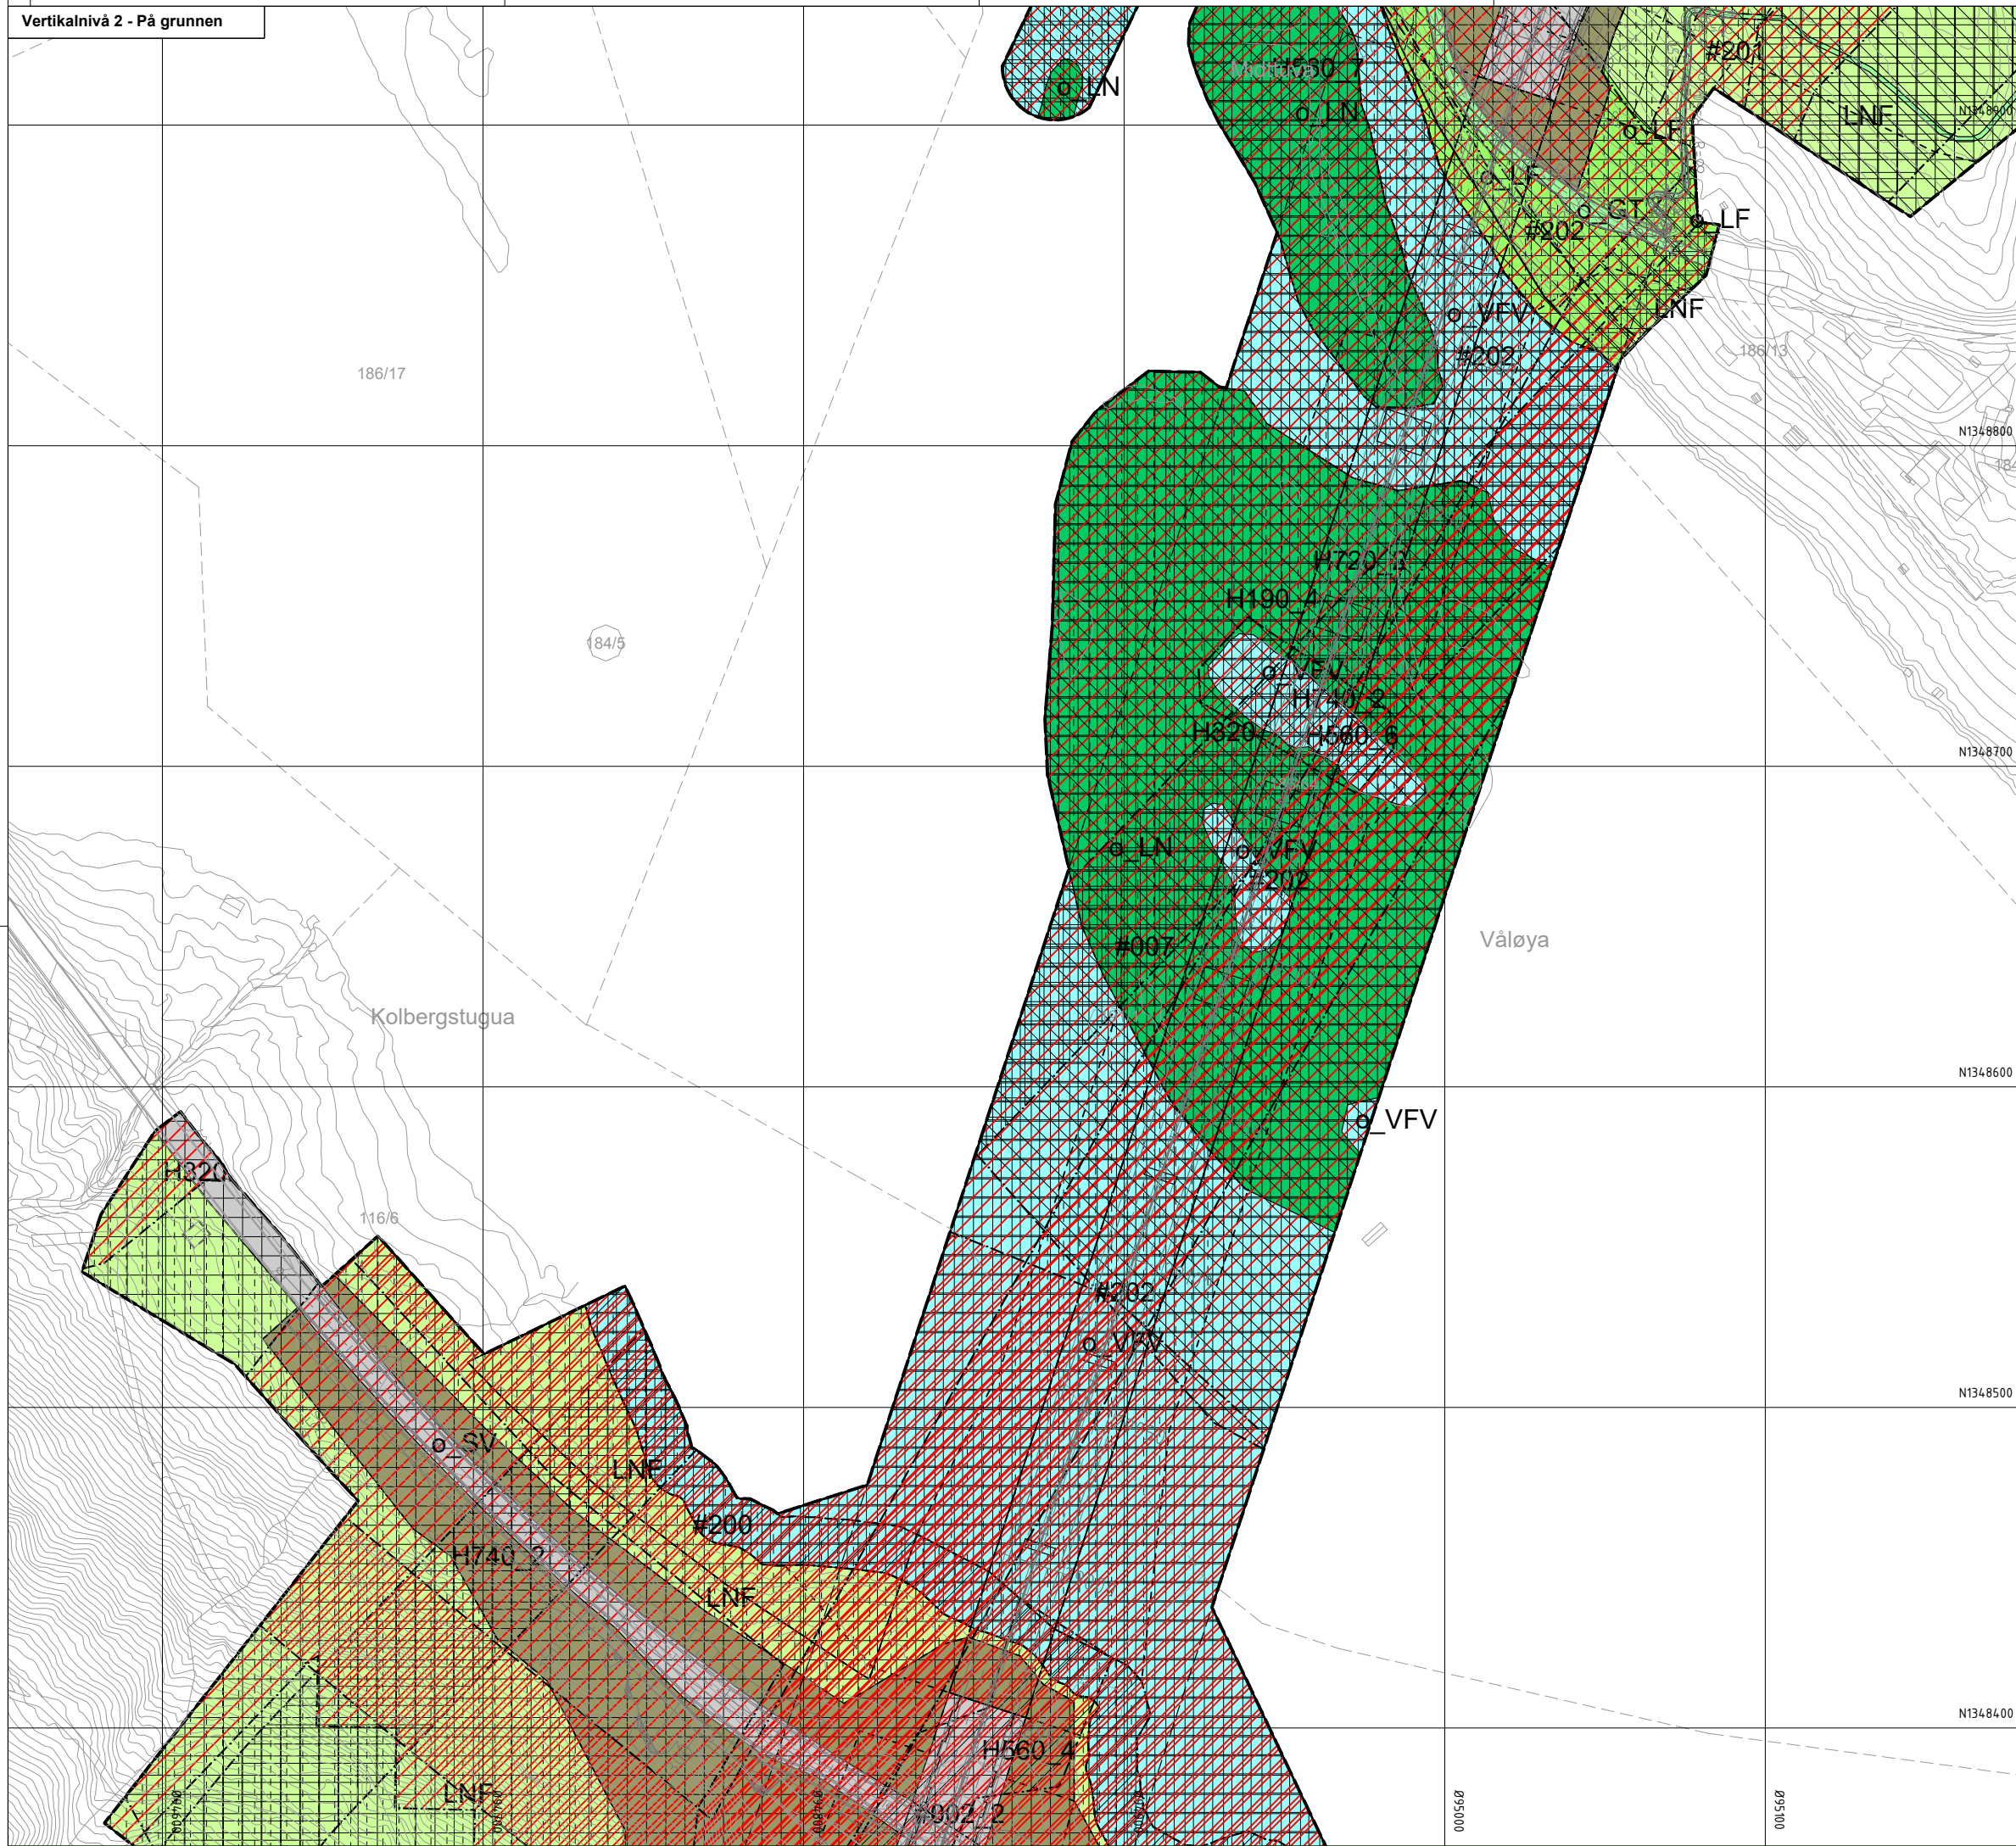 Vertikalnivå 2 - På grunnen
#201
o_LN
o_LN
LNF
N1348900
o_LF
o_LF
#202
o_LF
LNF
o_VFV
#202
186/13
186/17
N1348800
H190_4
184/5
o_VFV
H740_2
H320
H560_6
N1348700
o_LN
o_VFV
#202
#007
Våløya
Kolbergstugua
N1348600
o_VFV
H320
116/6
#202
o_VFV
N1348500
o_SV
LNF
#200
H740_2
LNF
N1348400
H560_4
LNF
#002_2